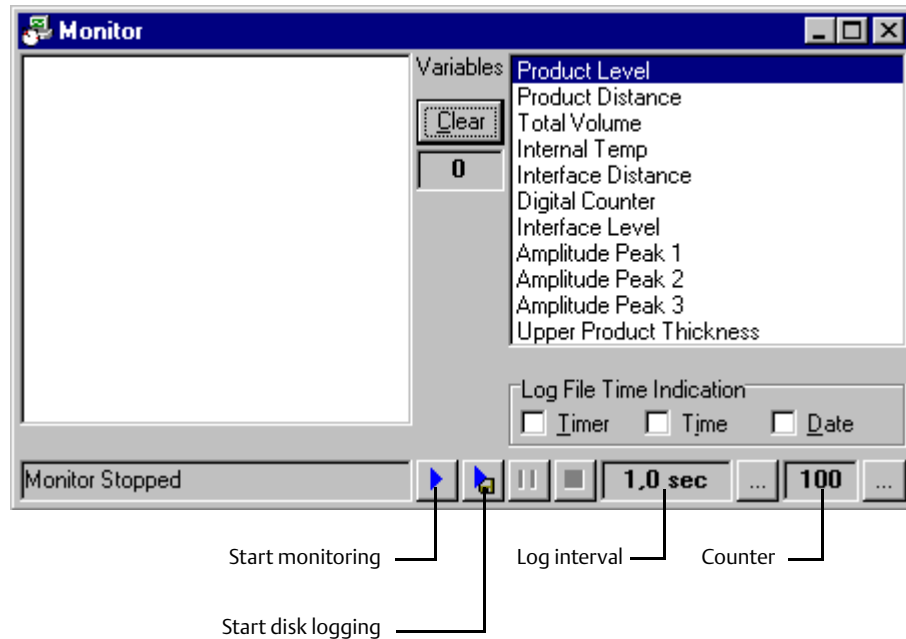 Monitor
Variables
Clear
0
Product Level
Product Distance
Total Volume
Internal Temp
Interface Distance
Digital Counter
Interface Level
Amplitude Peak 1
Amplitude Peak 2
Amplitude Peak 3
Upper Product Thickness
Log File Time Indication
Timer Time Date
Monitor Stopped 1,0 sec ... 100 ...
Start monitoring Log interval Counter
Start disk logging